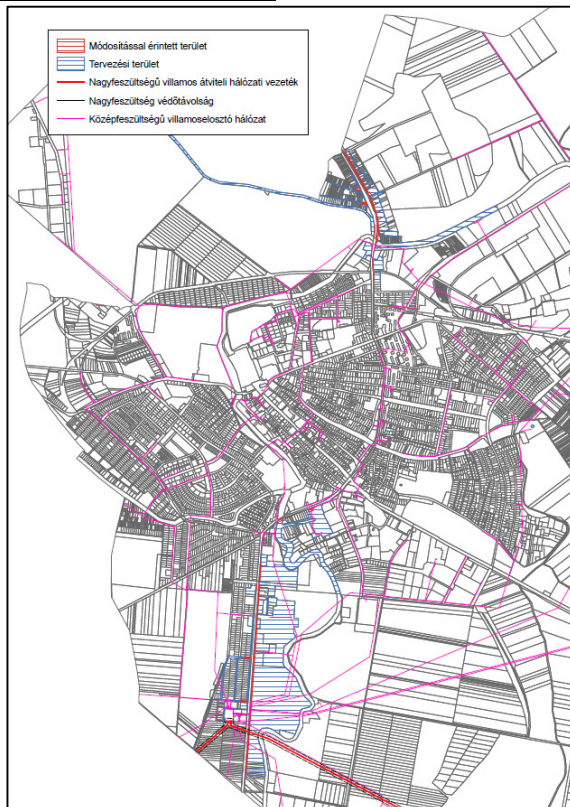 Módosítással érintett terület
Tervezési terület
Nagyfeszültségű villamos átviteli hálózati vezeték
Nagyfeszültség védőtávolság
Középfeszültségű villamoselosztó hálózat